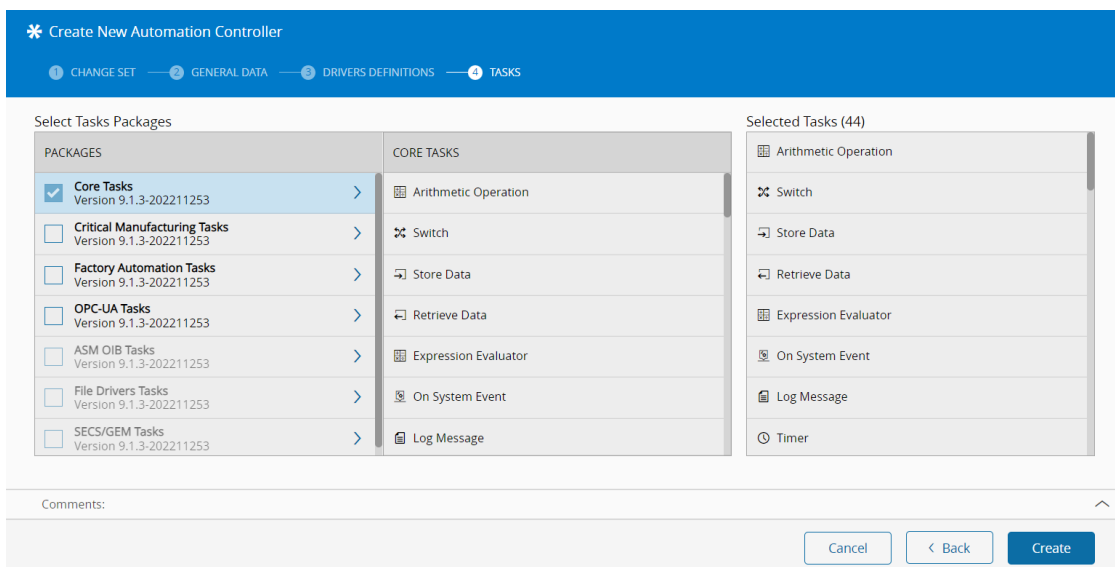 Create New Automation Controller
1 CHANGE SET 2 GENERAL DATA 3 DRIVERS DEFINITIONS 4 TASKS
Select Tasks Packages
PACKAGES
Core Tasks
Version 9.1.3-202211253
Critical Manufacturing Tasks
Version 9.1.3-202211253
Factory Automation Tasks
Version 9.1.3-202211253
OPC-UA Tasks
Version 9.1.3-202211253
ASM OIB Tasks
Version 9.1.3-202211253
File Drivers Tasks
Version 9.1.3-202211253
SECS/GEM Tasks
Version 9.1.3-202211253
CORE TASKS
Arithmetic Operation
Switch
Store Data
Retrieve Data
Expression Evaluator
On System Event
Log Message
Selected Tasks (44)
Arithmetic Operation
Switch
Store Data
Retrieve Data
Expression Evaluator
On System Event
Log Message
Timer
Comments:
Cancel
Back
Create